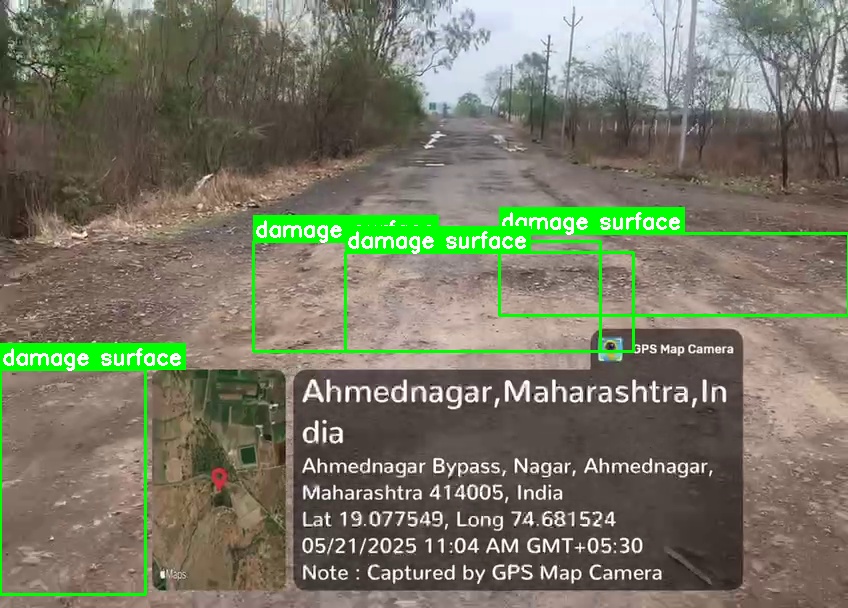 damage surface
damage surface
damage surface
damage surface
GPS Map Camera
Ahmednagar,Maharashtra,In
dia
Ahmednagar Bypass, Nagar, Ahmednagar,
Maharashtra 414005, India
Lat 19.077549, Long 74.681524
05/21/2025 11:04 AM GMT+05:30
Note : Captured by GPS Map Camera
Maps